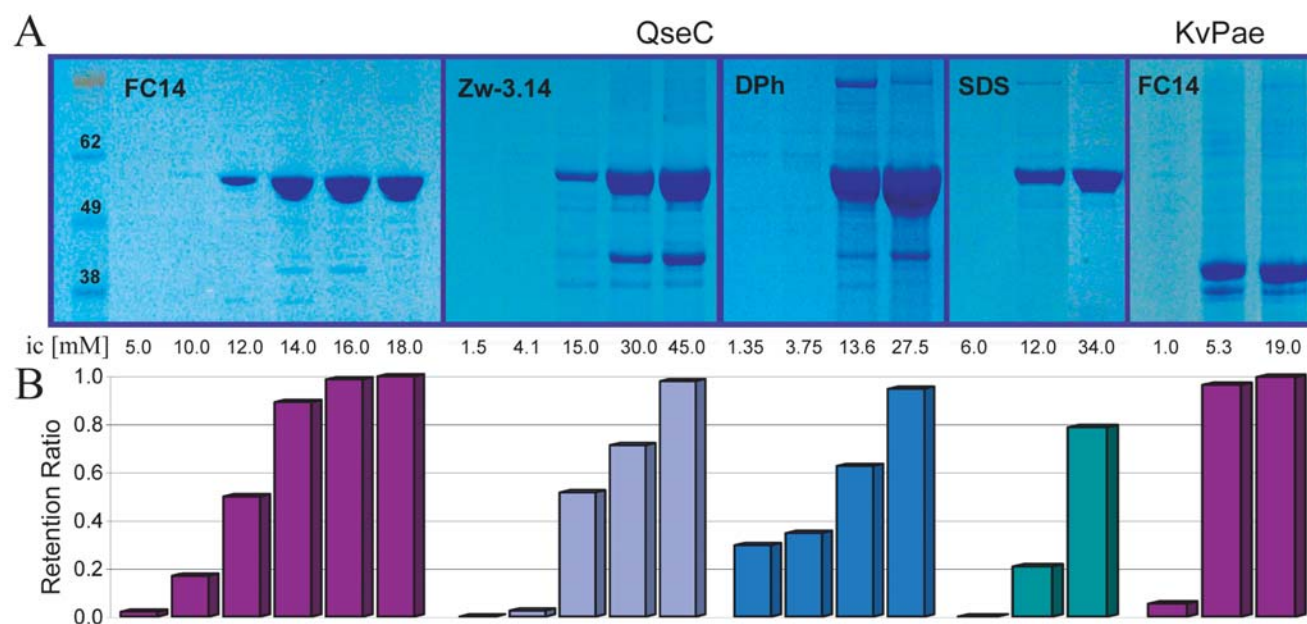 A QseC KvPae
FC14 Zw-3.14 DPh SDS FC14
62
49
38
ic [mM] 5.0 10.0 12.0 14.0 16.0 18.0 1.5 4.1 15.0 30.0 45.0 1.35 3.75 13.6 27.5 6.0 12.0 34.0 1.0 5.3 19.0
B
Retention Ratio
1.0
0.8
0.6
0.4
0.2
0.0